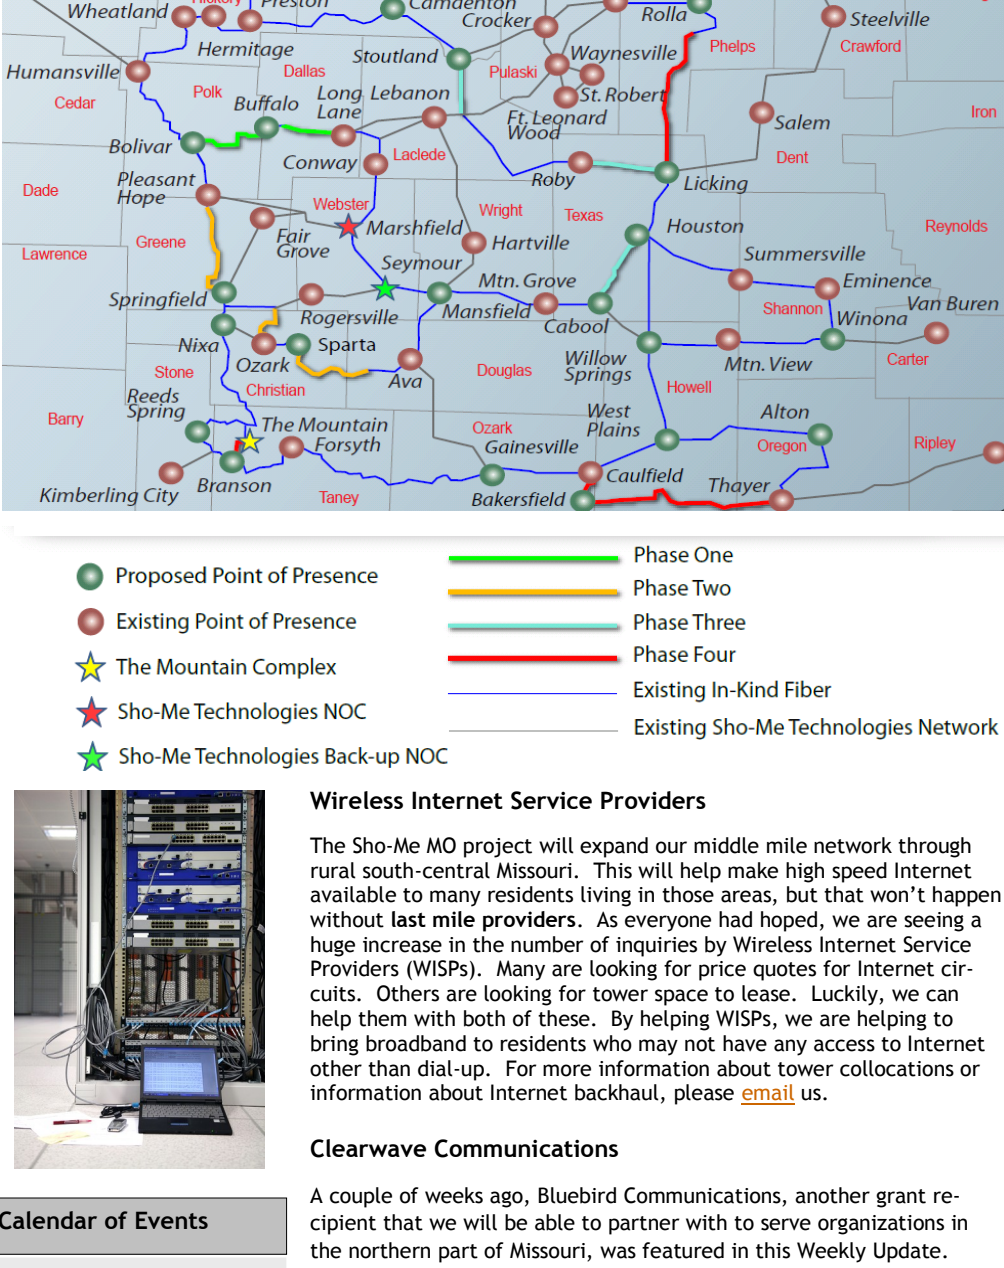 Wheatland
Hickory
Preston
Camdenton
Crocker
Rolla
Steelville
Hermitage
Stoutland
Waynesville
Phelps
Crawford
Humansville
Dallas
Pulaski
Cedar
Polk
Buffalo
Long
Lane
Lebanon
St. Robert
Ft. Leonard
Wood
Salem
Iron
Bolivar
Conway
Laclede
Dent
Pleasant
Hope
Roby
Licking
Dade
Webster
Wright
Texas
Marshfield
Houston
Reynolds
Greene
Fair
Grove
Hartville
Lawrence
Seymour
Summersville
Mtn. Grove
Eminence
Springfield
Shannon
Van Buren
Rogersville
Mansfield
Cabool
Winona
Nixa
Sparta
Ozark
Willow
Springs
Mtn. View
Carter
Stone
Ava
Douglas
Christian
Howell
Reeds
Spring
West
Plains
Alton
Barry
The Mountain
Ozark
Forsyth
Gainesville
Oregon
Ripley
Caulfield
Thayer
Kimberling City
Branson
Taney
Bakersfield
Proposed Point of Presence
Existing Point of Presence
The Mountain Complex
Sho-Me Technologies NOC
Sho-Me Technologies Back-up NOC
Phase One
Phase Two
Phase Three
Phase Four
Existing In-Kind Fiber
Existing Sho-Me Technologies Network
Wireless Internet Service Providers
The Sho-Me MO project will expand our middle mile network through
rural south-central Missouri. This will help make high speed Internet
available to many residents living in those areas, but that won't happen
without last mile providers. As everyone had hoped, we are seeing a
huge increase in the number of inquiries by Wireless Internet Service
Providers (WISPs). Many are looking for price quotes for Internet cir-
cuits. Others are looking for tower space to lease. Luckily, we can
help them with both of these. By helping WISPs, we are helping to
bring broadband to residents who may not have any access to Internet
other than dial-up. For more information about tower collocations or
information about Internet backhaul, please email us.
Clearwave Communications
A couple of weeks ago, Bluebird Communications, another grant re-
cipient that we will be able to partner with to serve organizations in
the northern part of Missouri, was featured in this Weekly Update.
Calendar of Events